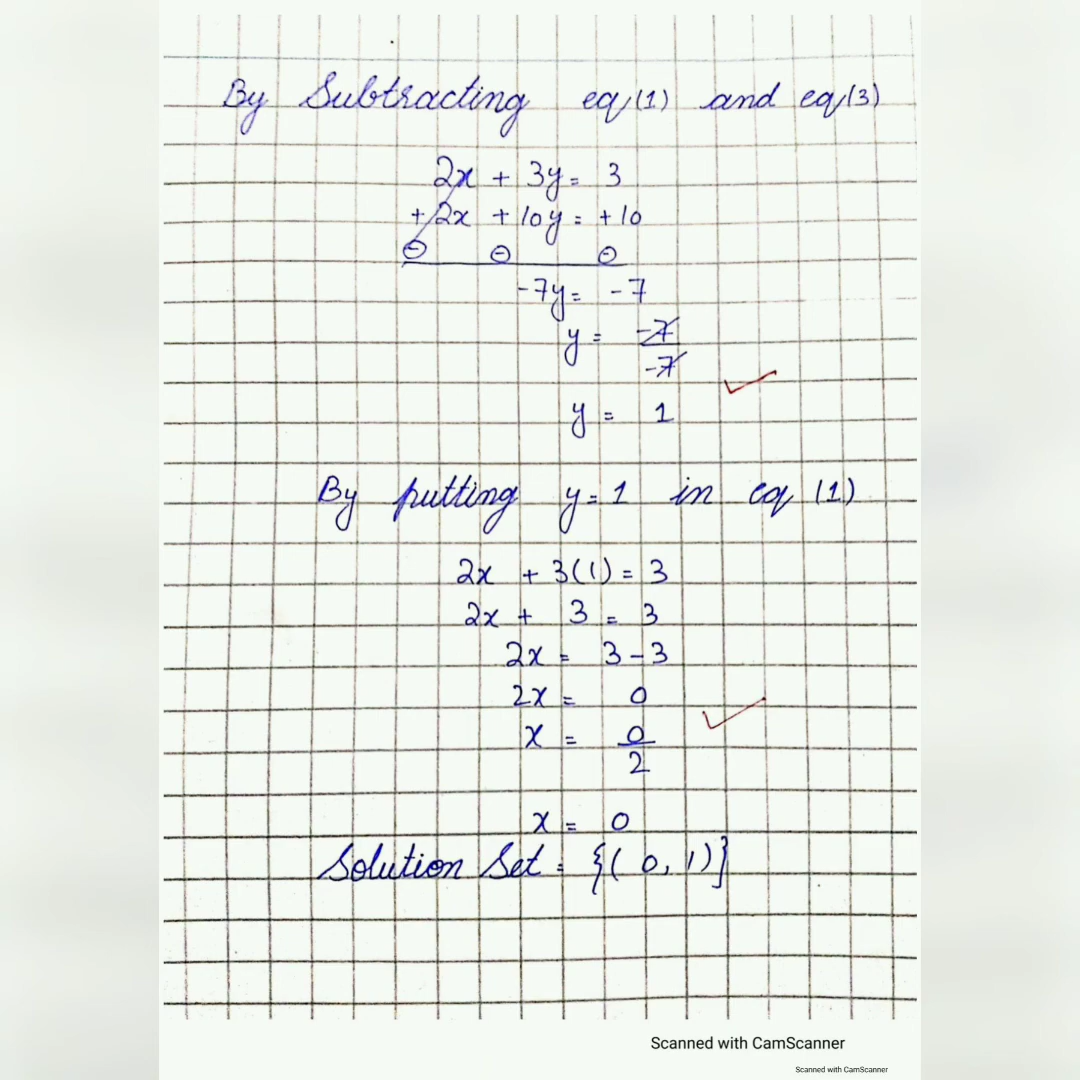 By Subtracting eq(1) and eq(3)
2x + 3y = 3
+2x + 10y = +10
⊖ ⊖ ⊖
-7y = -7
y = -7/-7
y = 1
By putting y=1 in eq (1)
2x + 3(1) = 3
2x + 3 = 3
2x = 3-3
2x = 0
x = 0/2
x = 0
Solution Set = {(0,1)}
Scanned with CamScanner
Scanned with CamScanner